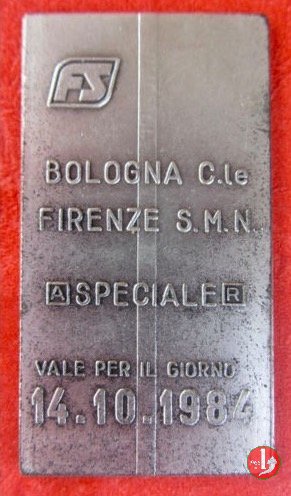 FS
BOLOGNA C.le
FIRENZE S.M.N.
A SPECIALE R
VALE PER IL GIORNO
14.10.1984